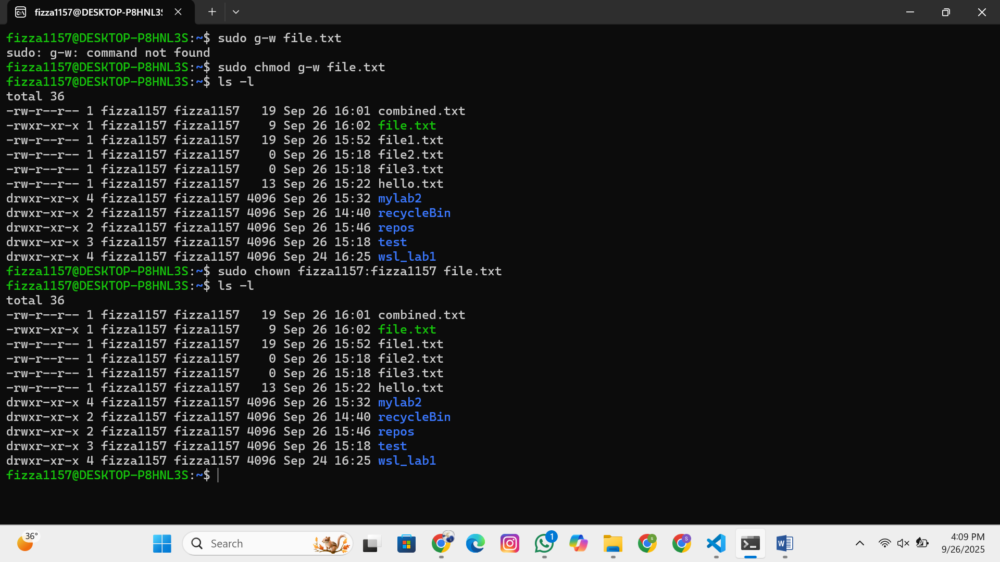 fizza1157@DESKTOP-P8HNL3S
fizza1157@DESKTOP-P8HNL3S:~$ sudo g-w file.txt
sudo: g-w: command not found
fizza1157@DESKTOP-P8HNL3S:~$ sudo chmod g-w file.txt
fizza1157@DESKTOP-P8HNL3S:~$ ls -l
total 36
-rw-r--r-- 1 fizza1157 fizza1157   19 Sep 26 16:01 combined.txt
-rwxr-xr-x 1 fizza1157 fizza1157    9 Sep 26 16:02 file.txt
-rw-r--r-- 1 fizza1157 fizza1157   19 Sep 26 15:52 file1.txt
-rw-r--r-- 1 fizza1157 fizza1157    0 Sep 26 15:18 file2.txt
-rw-r--r-- 1 fizza1157 fizza1157    0 Sep 26 15:18 file3.txt
-rw-r--r-- 1 fizza1157 fizza1157   13 Sep 26 15:22 hello.txt
drwxr-xr-x 4 fizza1157 fizza1157 4096 Sep 26 15:32 mylab2
drwxr-xr-x 2 fizza1157 fizza1157 4096 Sep 26 14:40 recycleBin
drwxr-xr-x 2 fizza1157 fizza1157 4096 Sep 26 15:46 repos
drwxr-xr-x 3 fizza1157 fizza1157 4096 Sep 26 15:18 test
drwxr-xr-x 4 fizza1157 fizza1157 4096 Sep 24 16:25 wsl_lab1
fizza1157@DESKTOP-P8HNL3S:~$ sudo chown fizza1157:fizza1157 file.txt
fizza1157@DESKTOP-P8HNL3S:~$ ls -l
total 36
-rw-r--r-- 1 fizza1157 fizza1157   19 Sep 26 16:01 combined.txt
-rwxr-xr-x 1 fizza1157 fizza1157    9 Sep 26 16:02 file.txt
-rw-r--r-- 1 fizza1157 fizza1157   19 Sep 26 15:52 file1.txt
-rw-r--r-- 1 fizza1157 fizza1157    0 Sep 26 15:18 file2.txt
-rw-r--r-- 1 fizza1157 fizza1157    0 Sep 26 15:18 file3.txt
-rw-r--r-- 1 fizza1157 fizza1157   13 Sep 26 15:22 hello.txt
drwxr-xr-x 4 fizza1157 fizza1157 4096 Sep 26 15:32 mylab2
drwxr-xr-x 2 fizza1157 fizza1157 4096 Sep 26 14:40 recycleBin
drwxr-xr-x 2 fizza1157 fizza1157 4096 Sep 26 15:46 repos
drwxr-xr-x 3 fizza1157 fizza1157 4096 Sep 26 15:18 test
drwxr-xr-x 4 fizza1157 fizza1157 4096 Sep 24 16:25 wsl_lab1
fizza1157@DESKTOP-P8HNL3S:~$
36°
Search
1
4:09 PM
9/26/2025